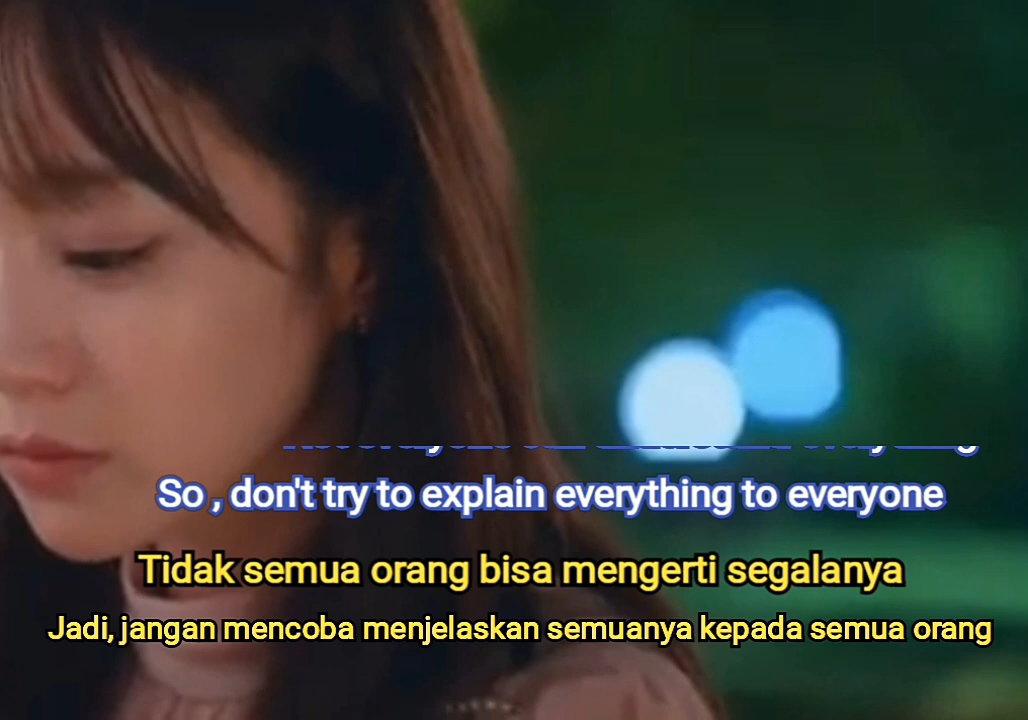 So , don't try to explain everything to everyone
Tidak semua orang bisa mengerti segalanya
Jadi, jangan mencoba menjelaskan semuanya kepada semua orang